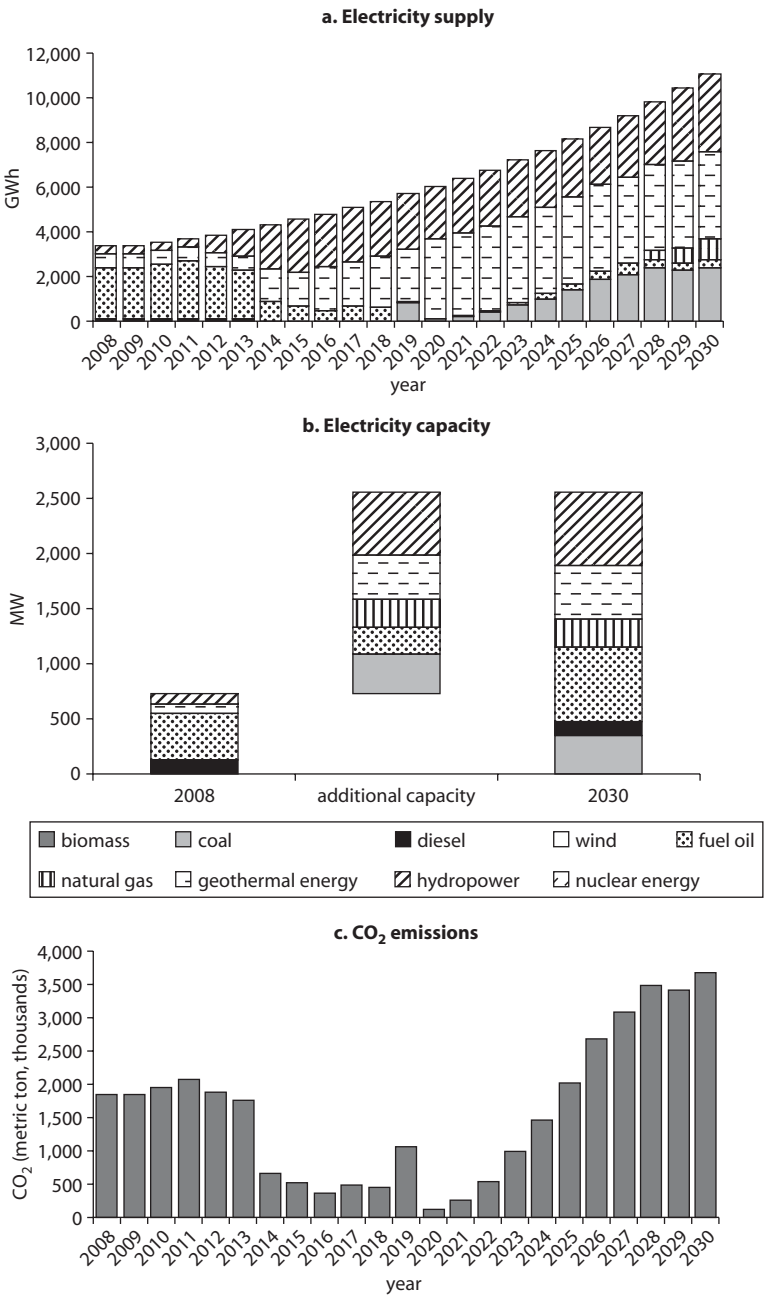 a. Electricity supply
12,000
10,000
8,000
6,000
4,000
2,000
0
GWh
2008 2009 2010 2011 2012 2013 2014 2015 2016 2017 2018 2019 2020 2021 2022 2023 2024 2025 2026 2027 2028 2029 2030
year
b. Electricity capacity
3,000
2,500
2,000
1,500
1,000
500
0
MW
2008 additional capacity 2030
biomass coal diesel wind fuel oil
natural gas geothermal energy hydropower nuclear energy
c. CO2 emissions
4,000
3,500
3,000
2,500
2,000
1,500
1,000
500
0
CO2 (metric ton, thousands)
2008 2009 2010 2011 2012 2013 2014 2015 2016 2017 2018 2019 2020 2021 2022 2023 2024 2025 2026 2027 2028 2029 2030
year